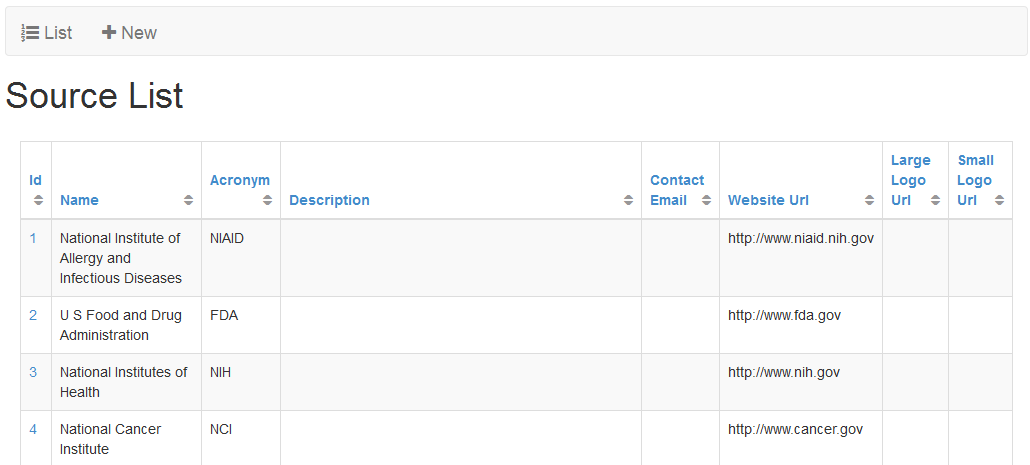 List New
Source List
Id Name Acronym Description Contact Email Website Url Large Logo Url Small Logo Url
1 National Institute of Allergy and Infectious Diseases NIAID http://www.niaid.nih.gov
2 U S Food and Drug Administration FDA http://www.fda.gov
3 National Institutes of Health NIH http://www.nih.gov
4 National Cancer Institute NCI http://www.cancer.gov